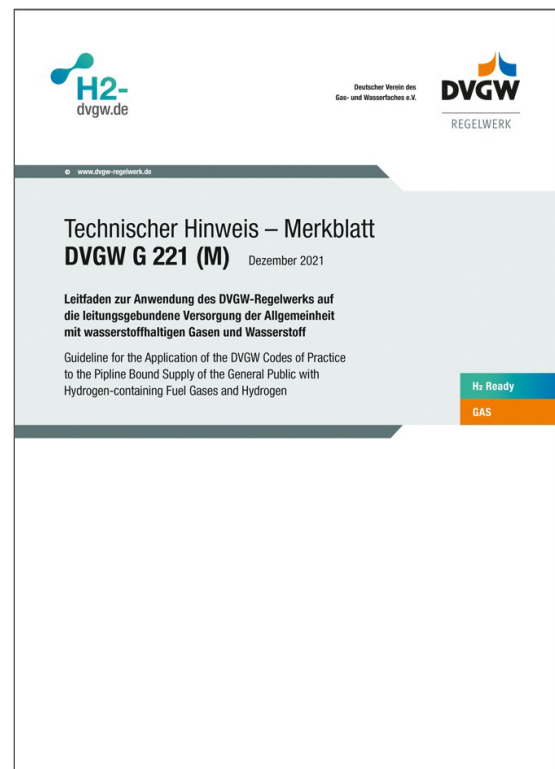 H2-
dvgw.de
Deutscher Verein des
Gas- und Wasserfaches e.V.
DVGW
REGELWERK
© www.dvgw-regelwerk.de
Technischer Hinweis – Merkblatt
DVGW G 221 (M) Dezember 2021
Leitfaden zur Anwendung des DVGW-Regelwerks auf
die leitungsgebundene Versorgung der Allgemeinheit
mit wasserstoffhaltigen Gasen und Wasserstoff
Guideline for the Application of the DVGW Codes of Practice
to the Pipline Bound Supply of the General Public with
Hydrogen-containing Fuel Gases and Hydrogen
H₂ Ready
GAS